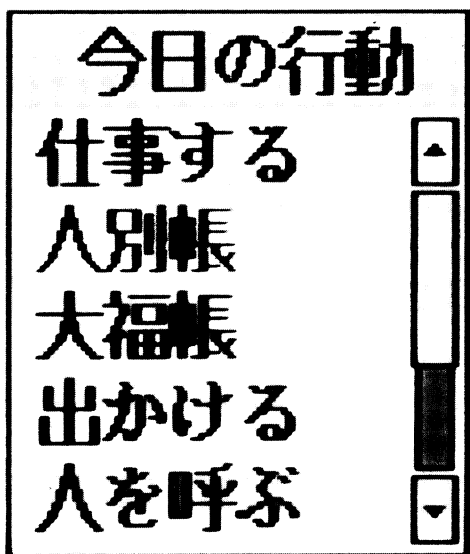 今日の行動
仕事する
人別帳
大福帳
出かける
人を呼ぶ